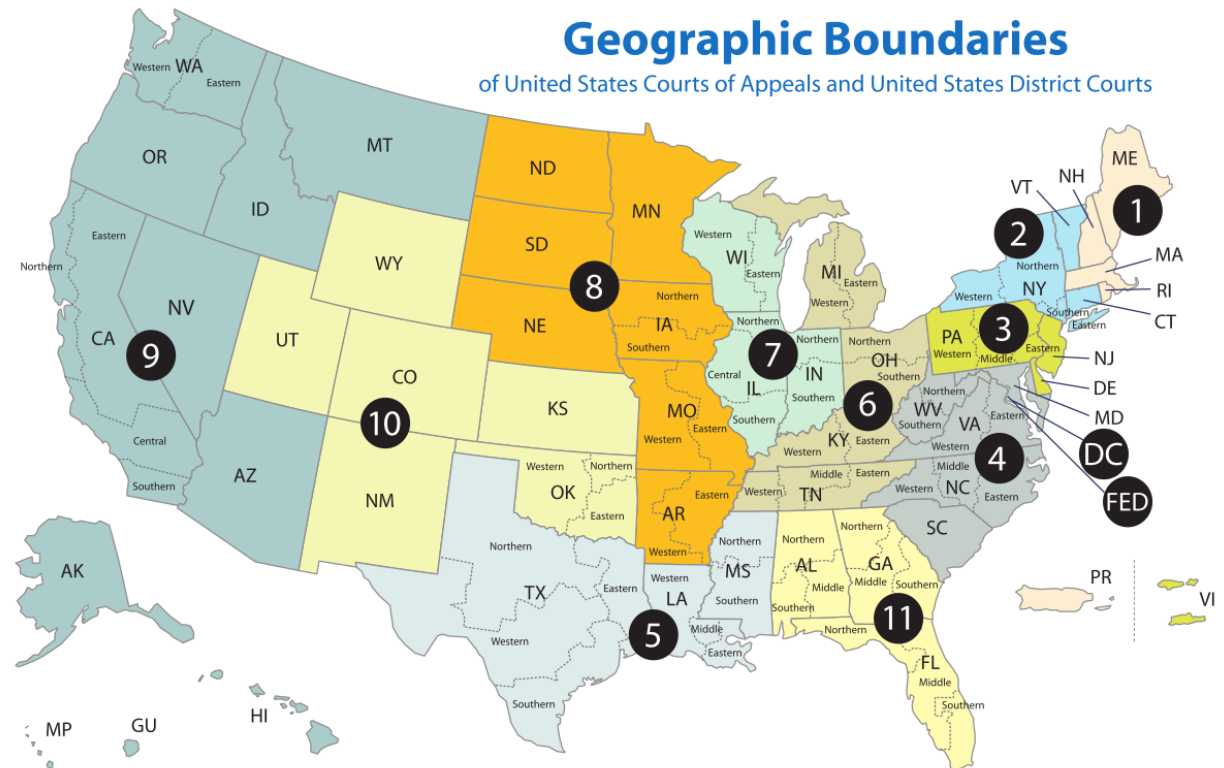 Geographic Boundaries
of United States Courts of Appeals and United States District Courts
Western WA
Eastern
OR
ID
MT
Eastern
Northern
CA
NV
9
Central
Southern
AZ
WY
UT
CO
10
NM
ND
SD
NE
KS
8
MN
Northern
IA
Southern
MO
Western
Eastern
Western
Northern
OK
Eastern
Eastern
AR
Western
Northern
TX
Eastern
Western
Southern
Western
LA
Middle
Eastern
5
Northern
MS
Southern
Western
WI
Eastern
Northern
7
Central
IL
Southern
Northern
IN
Southern
MI
Eastern
Western
Northern
OH
Southern
6
KY
Western
Eastern
Middle
Eastern
Western
TN
Northern
AL
Middle
Southern
Northern
GA
Middle
Southern
11
Northern
FL
Middle
Southern
VT
NH
ME
1
2
MA
Northern
NY
Western
Southern
Eastern
RI
CT
PA
3
Western
Middle
Eastern
NJ
DE
MD
Northern
WV
Southern
VA
Eastern
Western
4
DC
FED
Middle
Western
NC
Eastern
SC
PR
VI
AK
HI
MP
GU